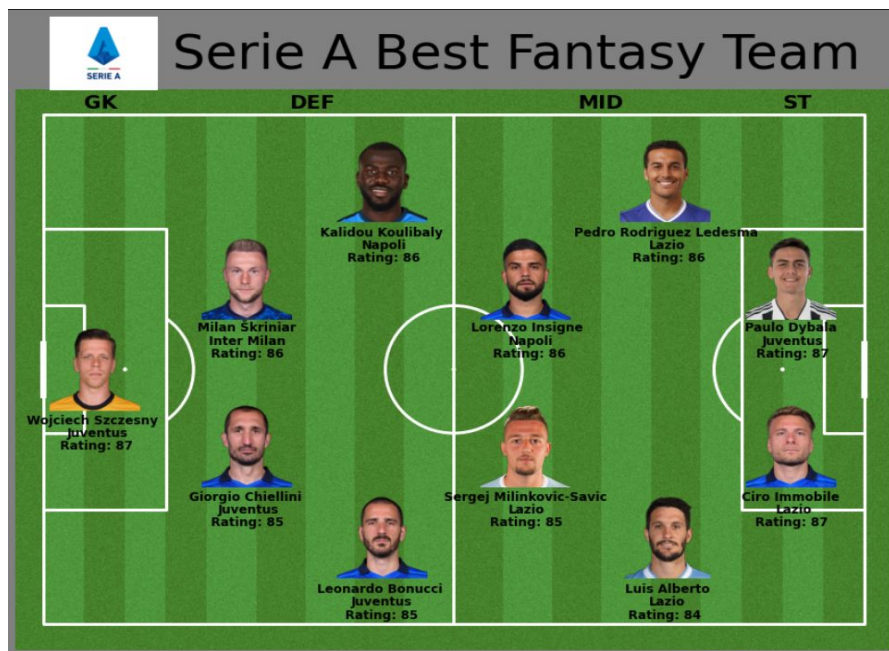 SERIE A
Serie A Best Fantasy Team
GK DEF MID ST
Kalidou Koulibaly
Napoli
Rating: 86
Pedro Rodriguez Ledesma
Lazio
Rating: 86
Milan Škriniar
Inter Milan
Rating: 86
Lorenzo Insigne
Napoli
Rating: 86
Paulo Dybala
Juventus
Rating: 87
Wojciech Szczesny
Juventus
Rating: 87
Giorgio Chiellini
Juventus
Rating: 85
Sergej Milinkovic-Savic
Lazio
Rating: 85
Ciro Immobile
Lazio
Rating: 87
Leonardo Bonucci
Juventus
Rating: 85
Luis Alberto
Lazio
Rating: 84